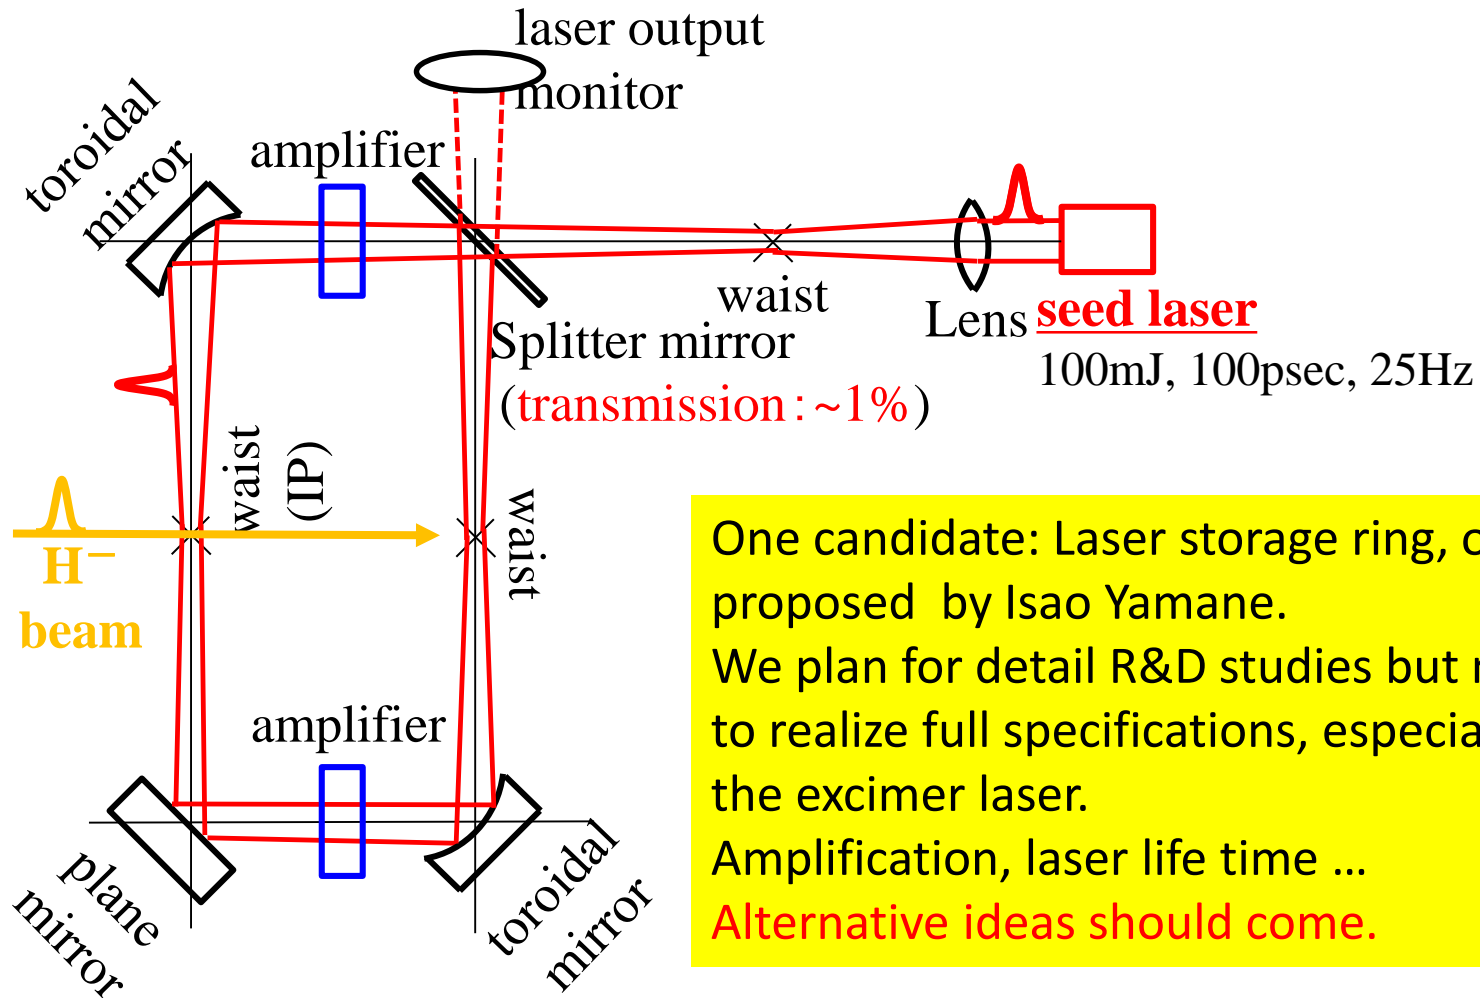 laser output
monitor
toroidal
mirror
amplifier
waist
Lens
seed laser
100mJ, 100psec, 25Hz
Splitter mirror
(transmission:~1%)
waist
(IP)
waist
H−
beam
amplifier
plane
mirror
toroidal
mirror
One candidate: Laser storage ring,
proposed by Isao Yamane.
We plan for detail R&D studies but
to realize full specifications,
the excimer laser.
Amplification, laser life time ...
Alternative ideas should come.